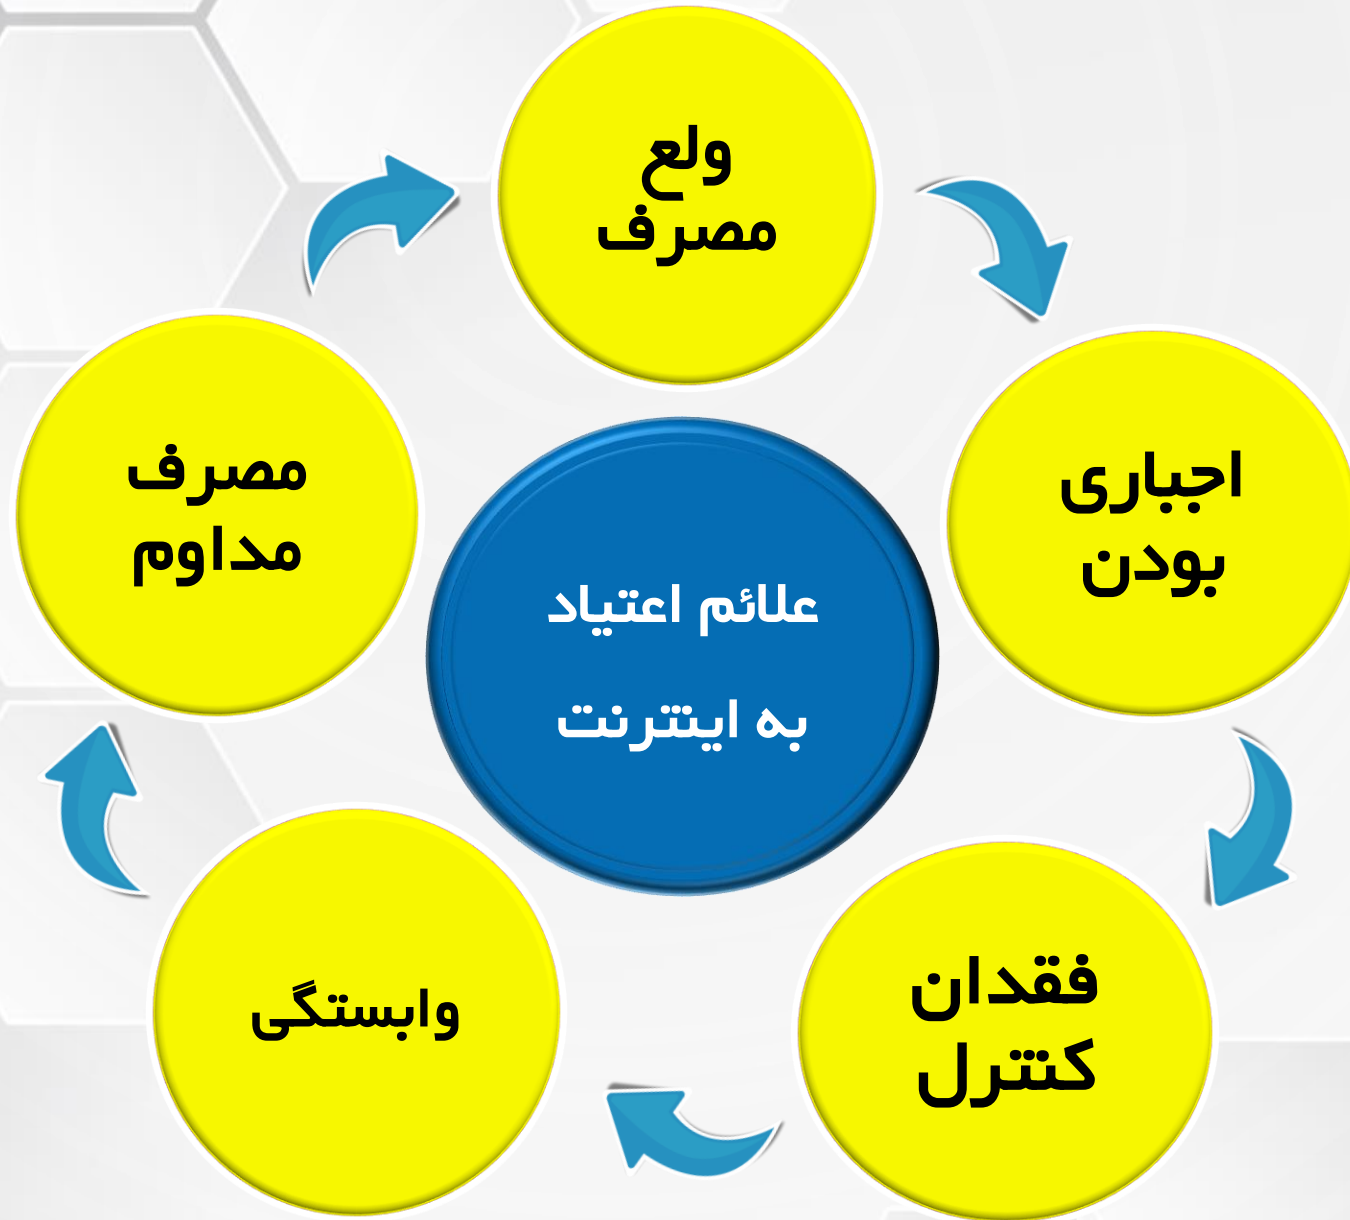 ولع
مصرف
اجباری
بودن
فقدان
کنترل
وابستگی
مصرف
مداوم
علائم اعتیاد
به اینترنت